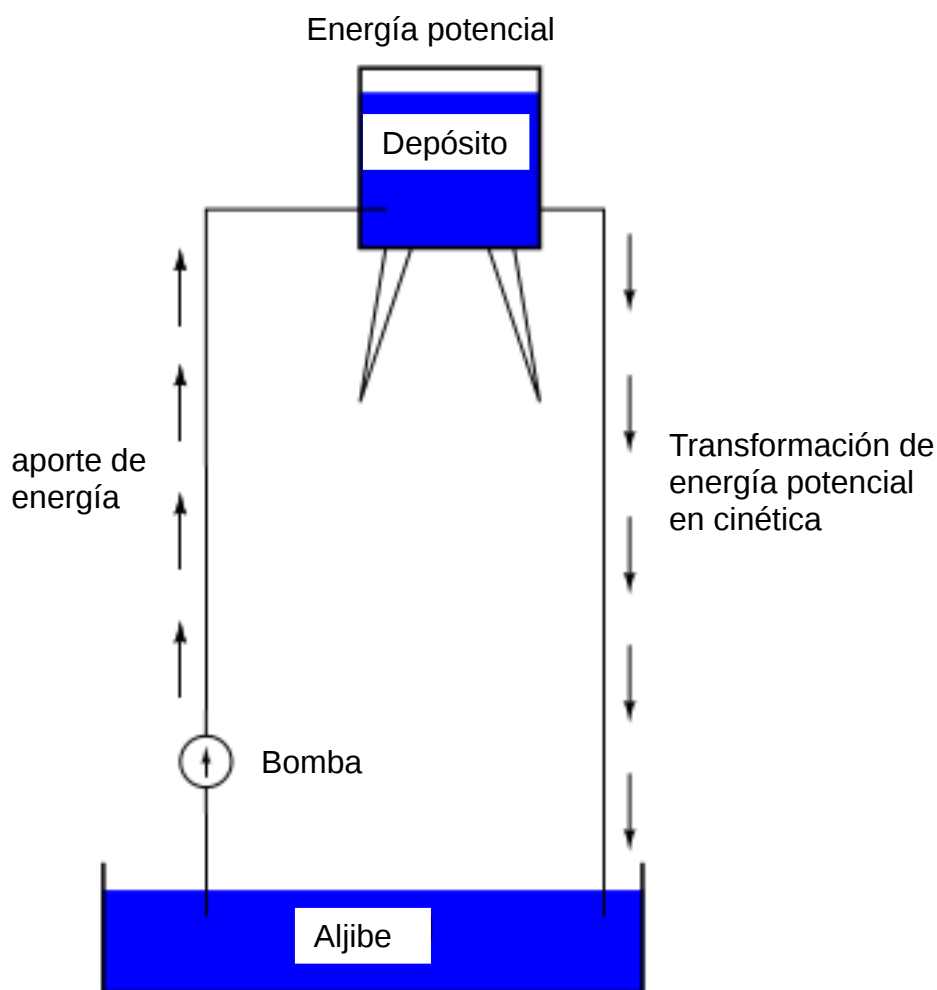 Energía potencial
Depósito
aporte de
energía
Transformación de
energía potencial
en cinética
Bomba
Aljibe